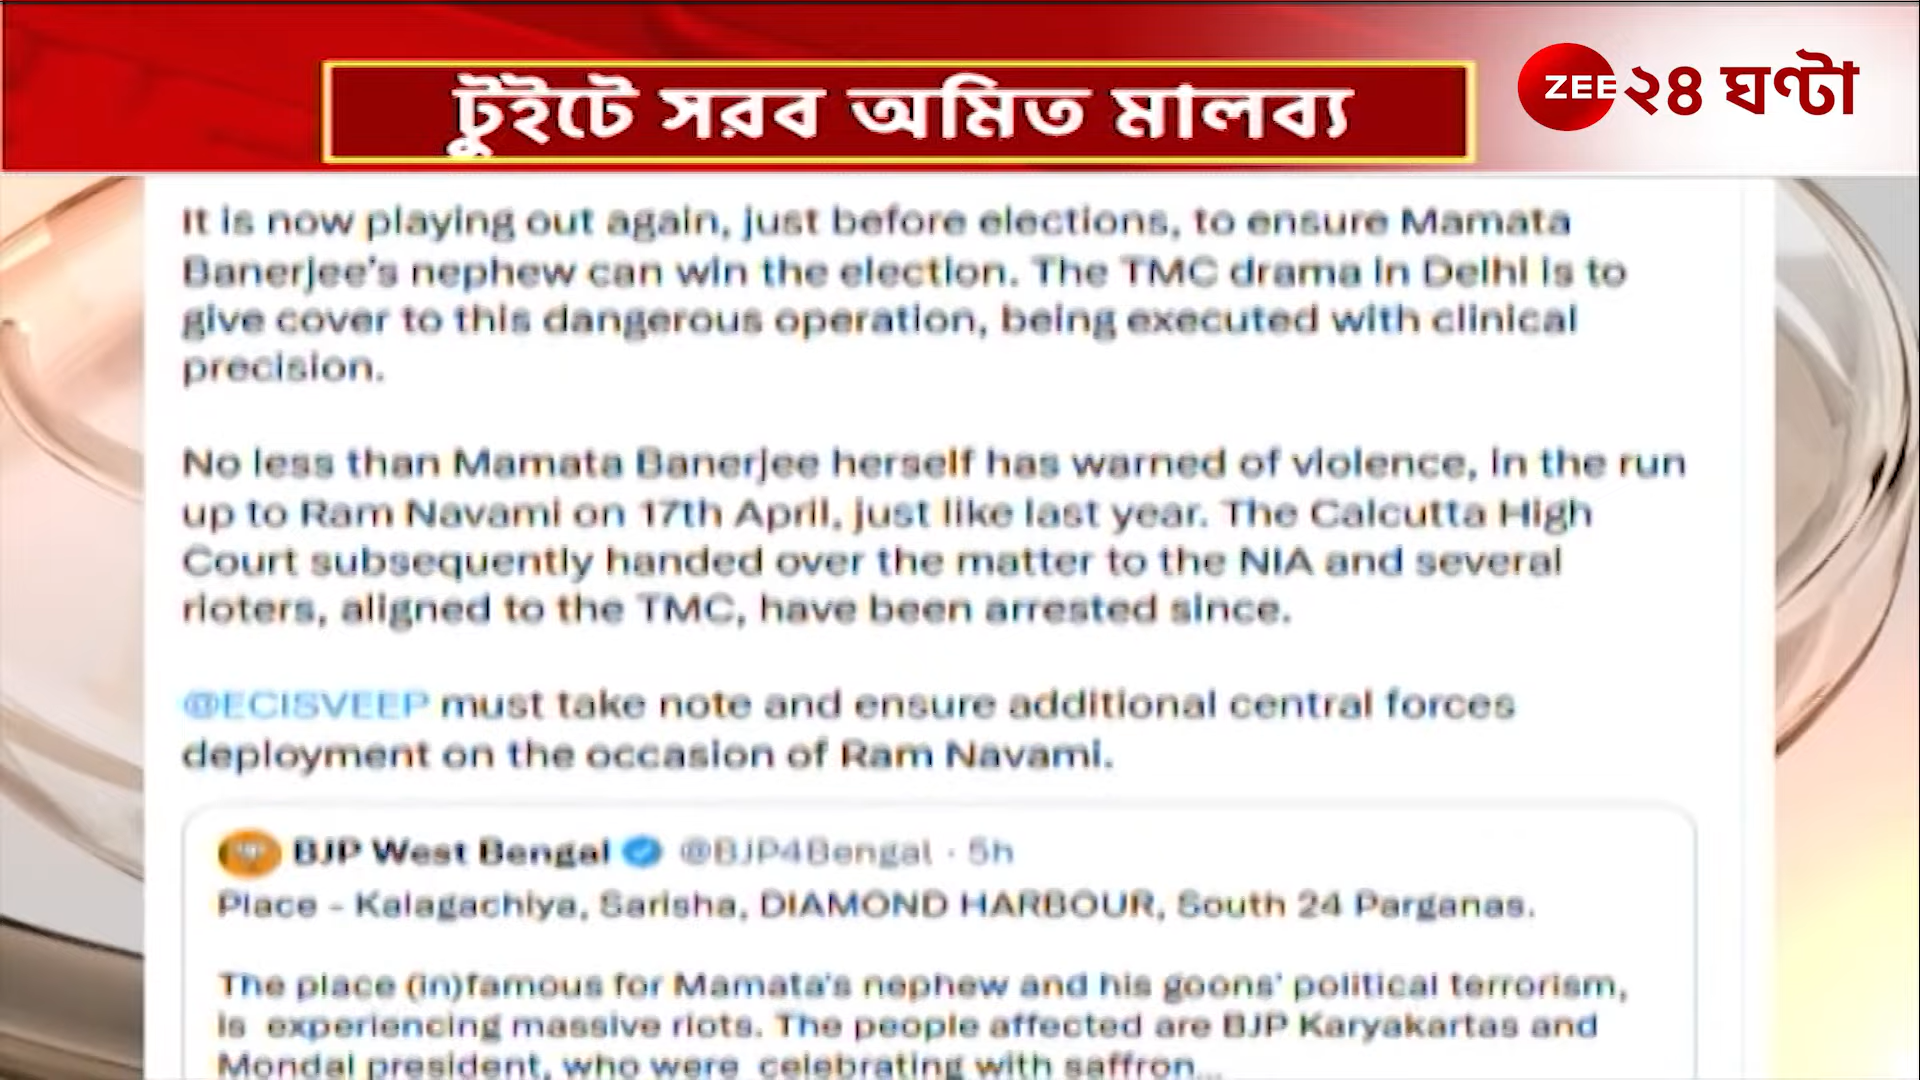 টুইটে সরব অমিত মালব্য
ZEE ২৪ ঘণ্টা
It is now playing out again, just before elections, to ensure Mamata
Banerjee's nephew can win the election. The TMC drama in Delhi is to
give cover to this dangerous operation, being executed with clinical
precision.
No less than Mamata Banerjee herself has warned of violence, in the run
up to Ram Navami on 17th April, just like last year. The Calcutta High
Court subsequently handed over the matter to the NIA and several
rioters, aligned to the TMC, have been arrested since.
@ECISVEEP must take note and ensure additional central forces
deployment on the occasion of Ram Navami.
BJP West Bengal @BJP4Bengal · 5h
Place - Kalagachiya, Sarisha, DIAMOND HARBOUR, South 24 Parganas.
The place (in)famous for Mamata's nephew and his goons' political terrorism,
is experiencing massive riots. The people affected are BJP Karyakartas and
Mondal president, who were celebrating with saffron...